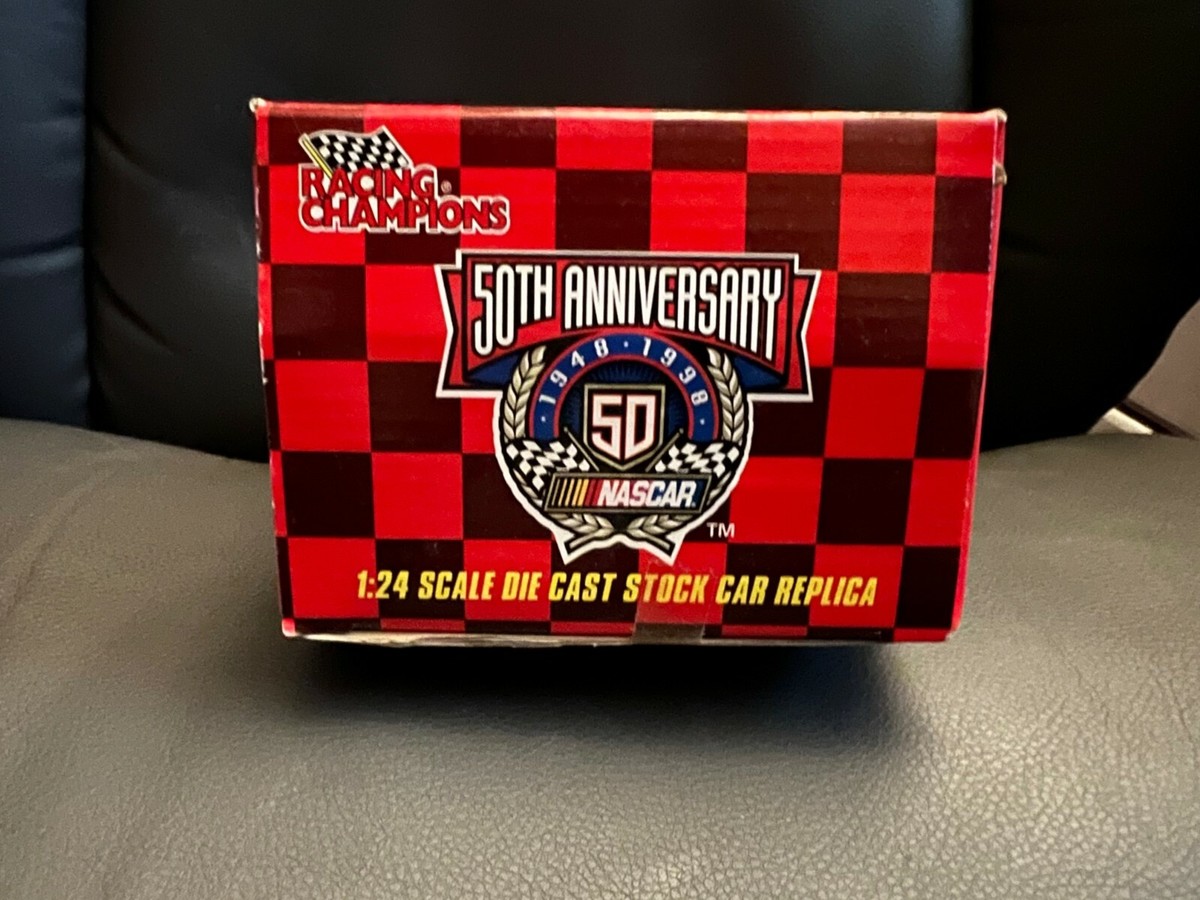 RACING®
CHAMPIONS
50TH ANNIVERSARY
· 1948 · 1998 ·
50
NASCAR
TM
1:24 SCALE DIE CAST STOCK CAR REPLICA